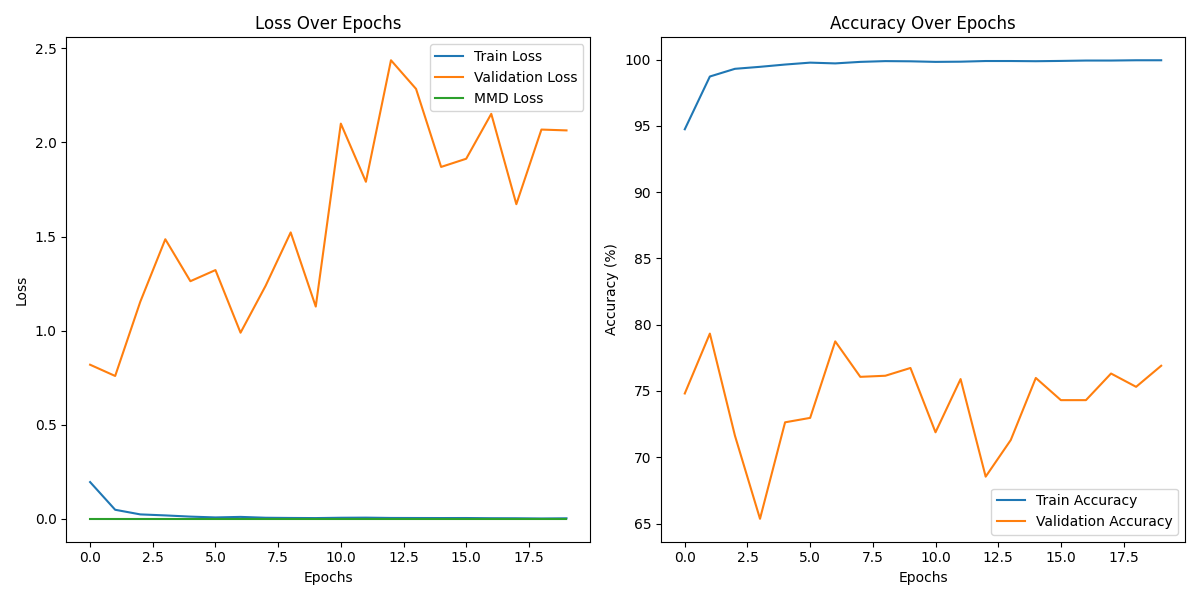 Loss Over Epochs
Train Loss
Validation Loss
MMD Loss
2.5
2.0
1.5
1.0
0.5
0.0
Loss
0.0 2.5 5.0 7.5 10.0 12.5 15.0 17.5
Epochs
Accuracy Over Epochs
100
95
90
85
80
75
70
65
Accuracy (%)
Train Accuracy
Validation Accuracy
0.0 2.5 5.0 7.5 10.0 12.5 15.0 17.5
Epochs